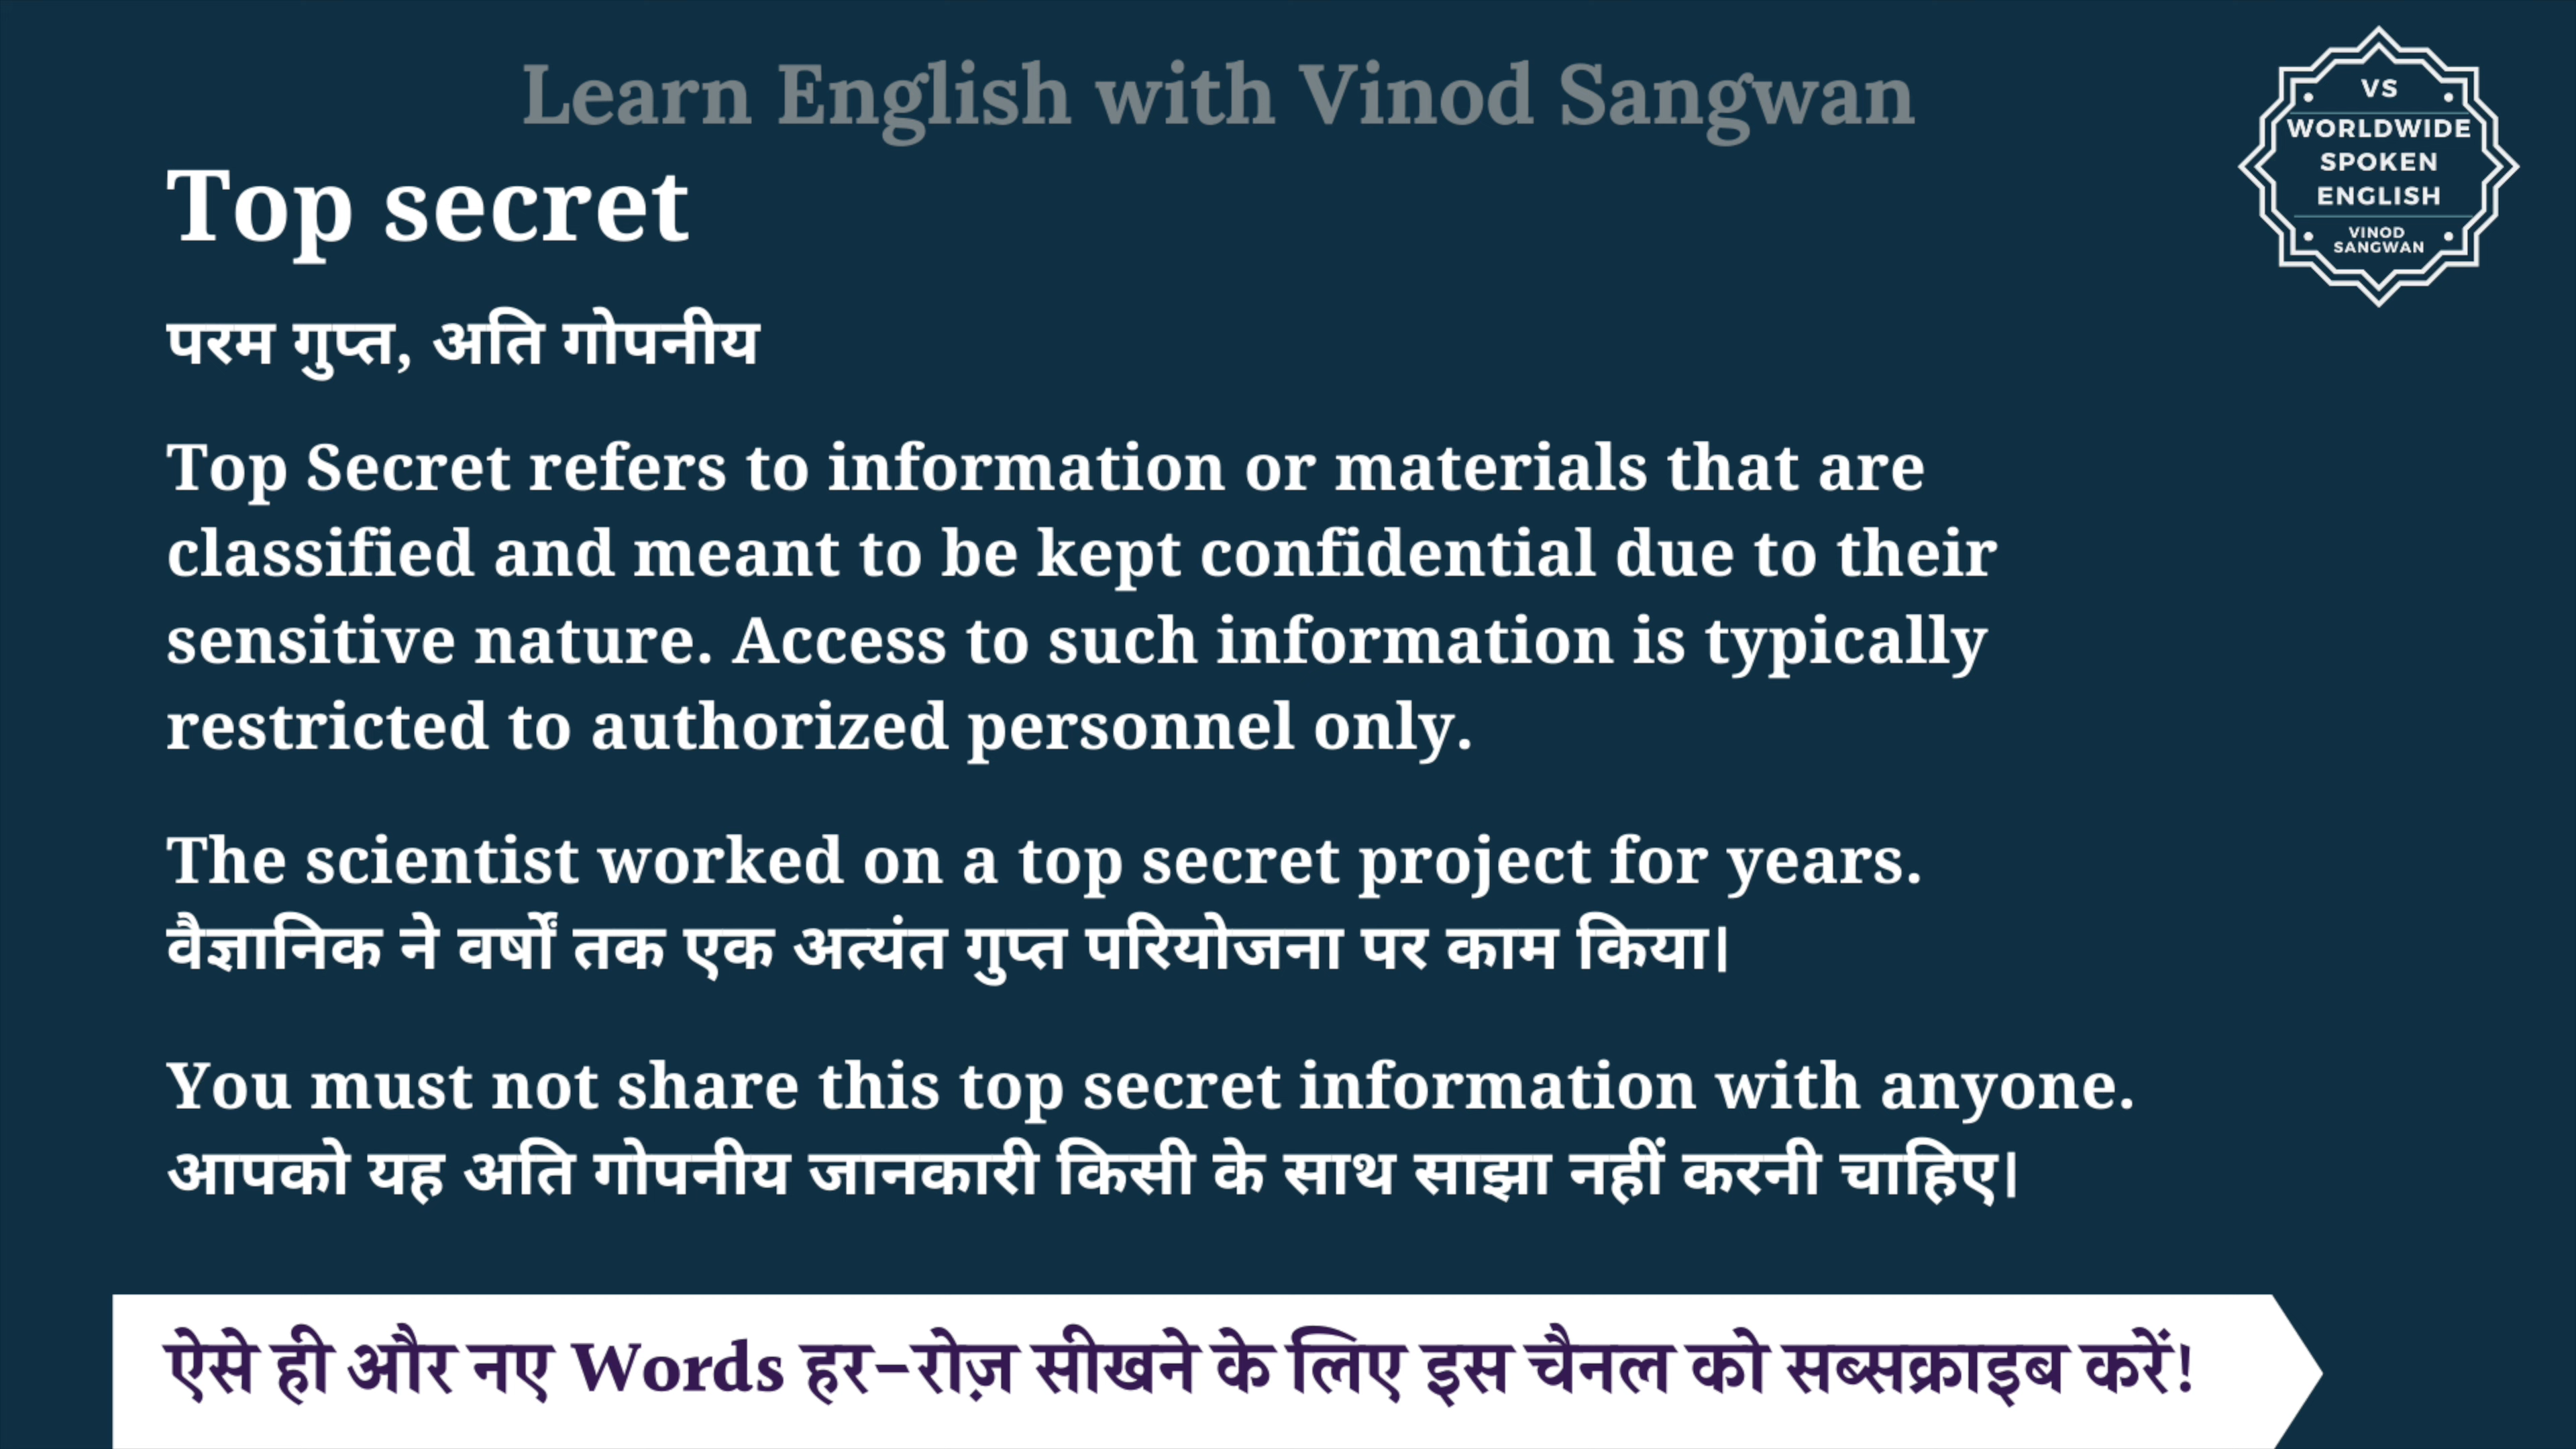 Learn English with Vinod Sangwan
VS
WORLDWIDE
SPOKEN
ENGLISH
VINOD
SANGWAN
Top secret
परम गुप्त, अति गोपनीय
Top Secret refers to information or materials that are
classified and meant to be kept confidential due to their
sensitive nature. Access to such information is typically
restricted to authorized personnel only.
The scientist worked on a top secret project for years.
वैज्ञानिक ने वर्षों तक एक अत्यंत गुप्त परियोजना पर काम किया।
You must not share this top secret information with anyone.
आपको यह अति गोपनीय जानकारी किसी के साथ साझा नहीं करनी चाहिए।
ऐसे ही और नए Words हर-रोज़ सीखने के लिए इस चैनल को सब्सक्राइब करें!